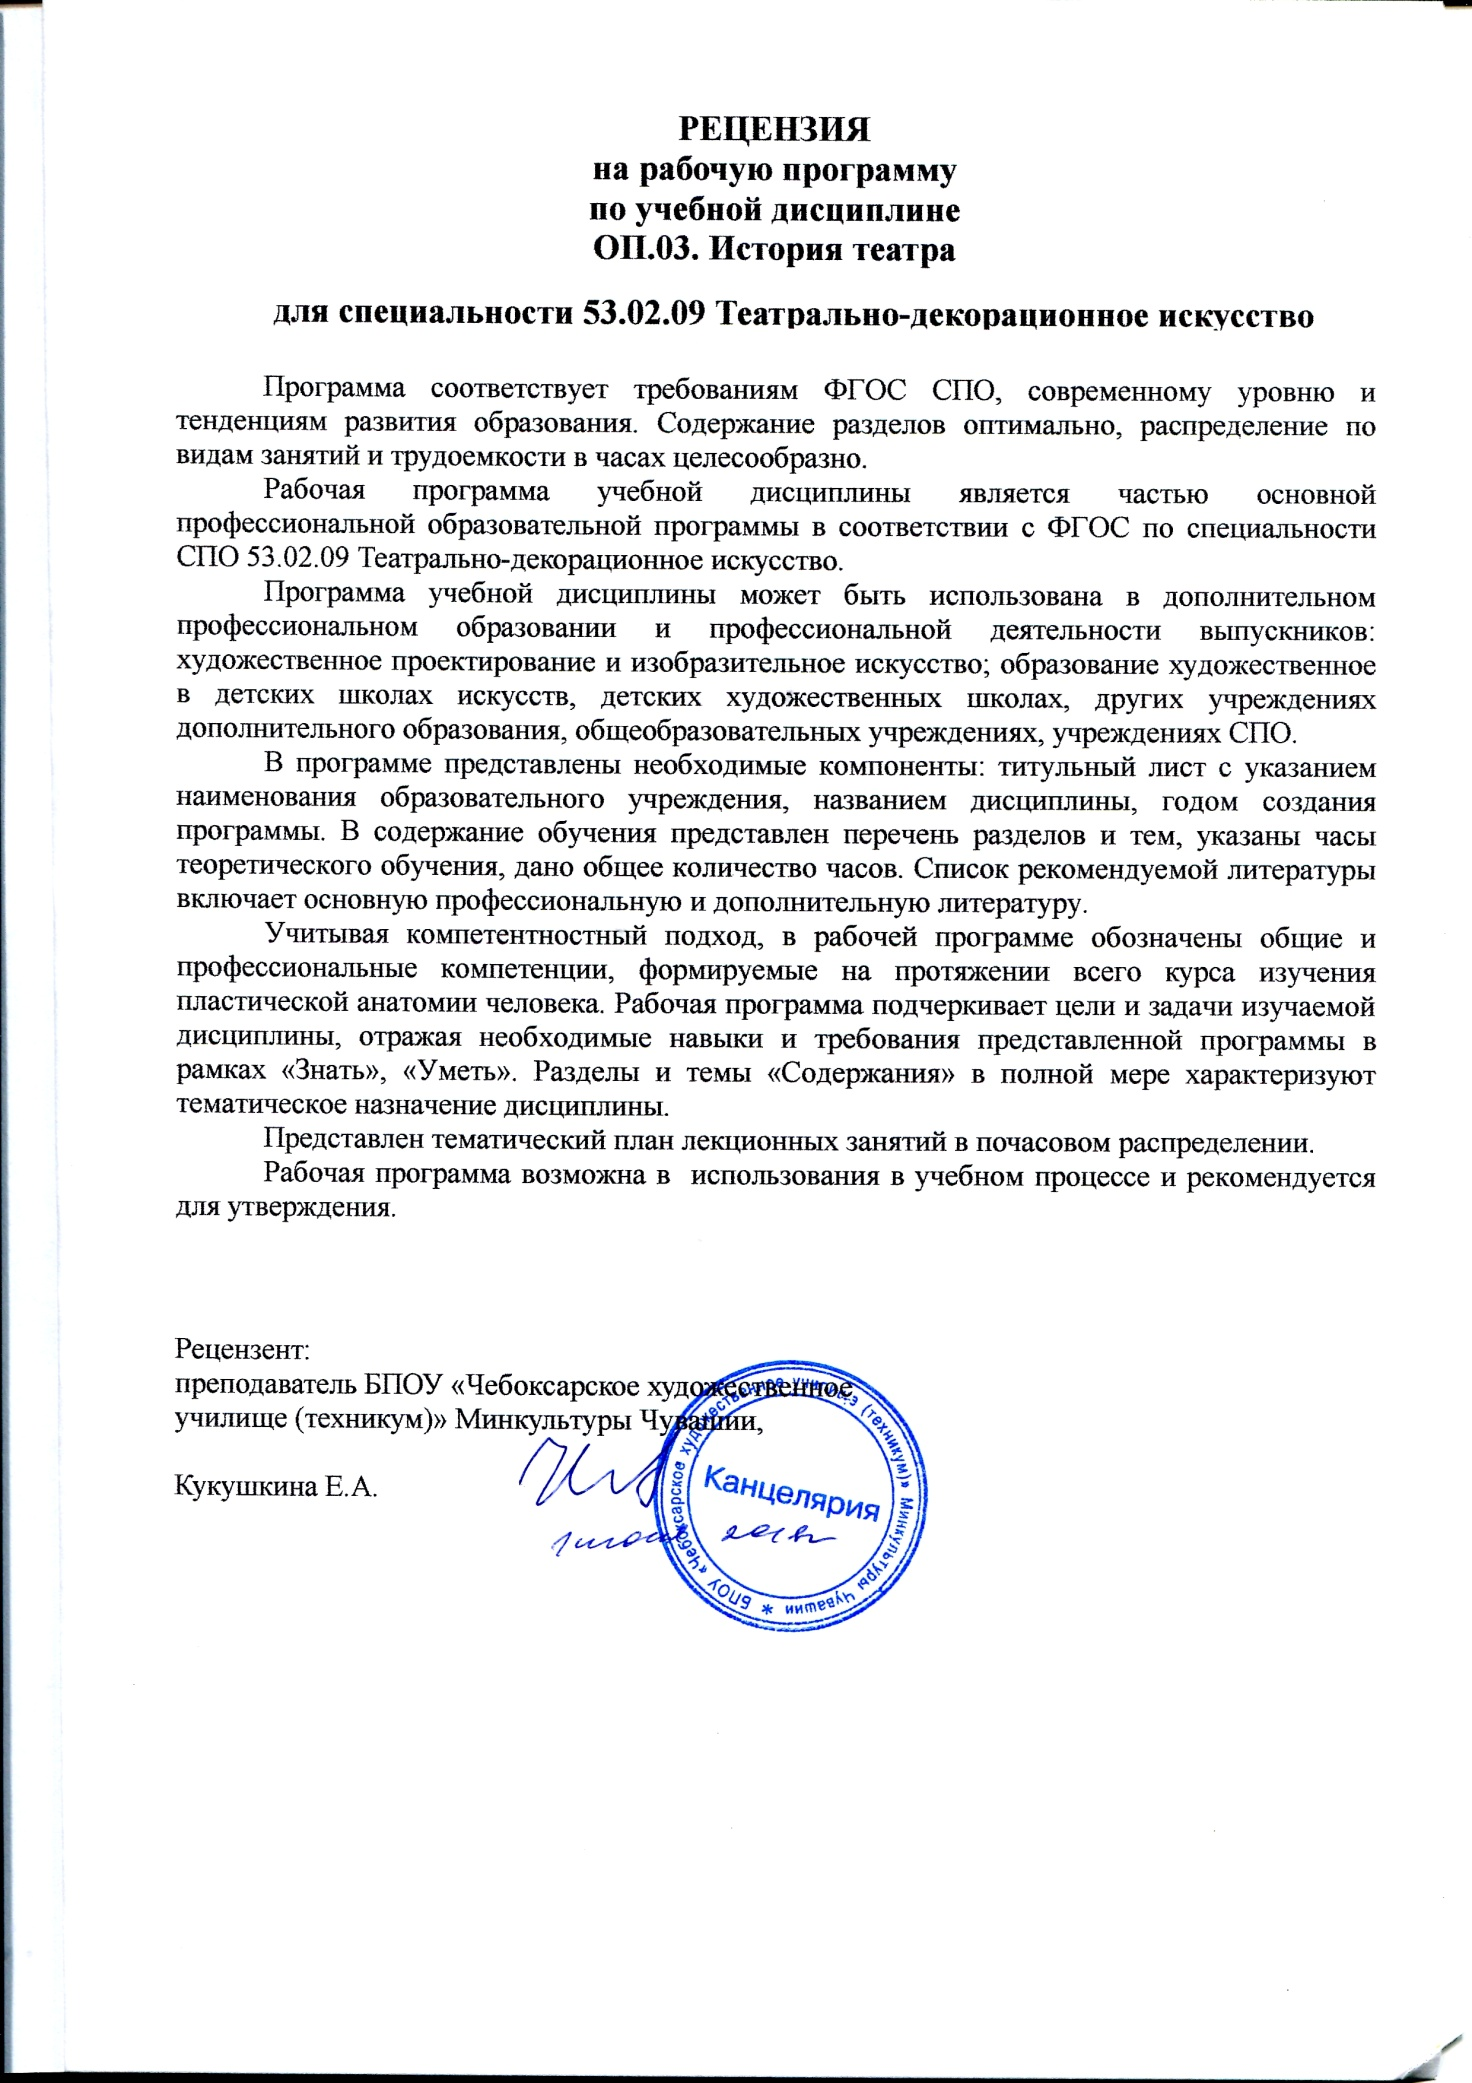 РЕЦЕНЗИЯ
на рабочую программу
по учебной дисциплине
ОП.03. История театра
для специальности 53.02.09 Театрально-декорационное искусство
Программа соответствует требованиям ФГОС СПО, современному уровню и
тенденциям развития образования. Содержание разделов оптимально, распределение по
видам занятий и трудоемкости в часах целесообразно.
Рабочая программа учебной дисциплины является частью основной
профессиональной образовательной программы в соответствии с ФГОС по специальности
СПО 53.02.09 Театрально-декорационное искусство.
Программа учебной дисциплины может быть использована в дополнительном
профессиональном образовании и профессиональной деятельности выпускников:
художественное проектирование и изобразительное искусство; образование художественное
в детских школах искусств, детских художественных школах, других учреждениях
дополнительного образования, общеобразовательных учреждениях, учреждениях СПО.
В программе представлены необходимые компоненты: титульный лист с указанием
наименования образовательного учреждения, названием дисциплины, годом создания
программы. В содержание обучения представлен перечень разделов и тем, указаны часы
теоретического обучения, дано общее количество часов. Список рекомендуемой литературы
включает основную профессиональную и дополнительную литературу.
Учитывая компетентностный подход, в рабочей программе обозначены общие и
профессиональные компетенции, формируемые на протяжении всего курса изучения
пластической анатомии человека. Рабочая программа подчеркивает цели и задачи изучаемой
дисциплины, отражая необходимые навыки и требования представленной программы в
рамках «Знать», «Уметь». Разделы и темы «Содержания» в полной мере характеризуют
тематическое назначение дисциплины.
Представлен тематический план лекционных занятий в почасовом распределении.
Рабочая программа возможна в использования в учебном процессе и рекомендуется
для утверждения.
Рецензент:
преподаватель БПОУ «Чебоксарское художественное
училище (техникум)» Минкультуры Чувашии,
Кукушкина Е.А.
Канцелярия
БПОУ «Чебоксарское художественное училище (техникум)» Минкультуры Чувашии *